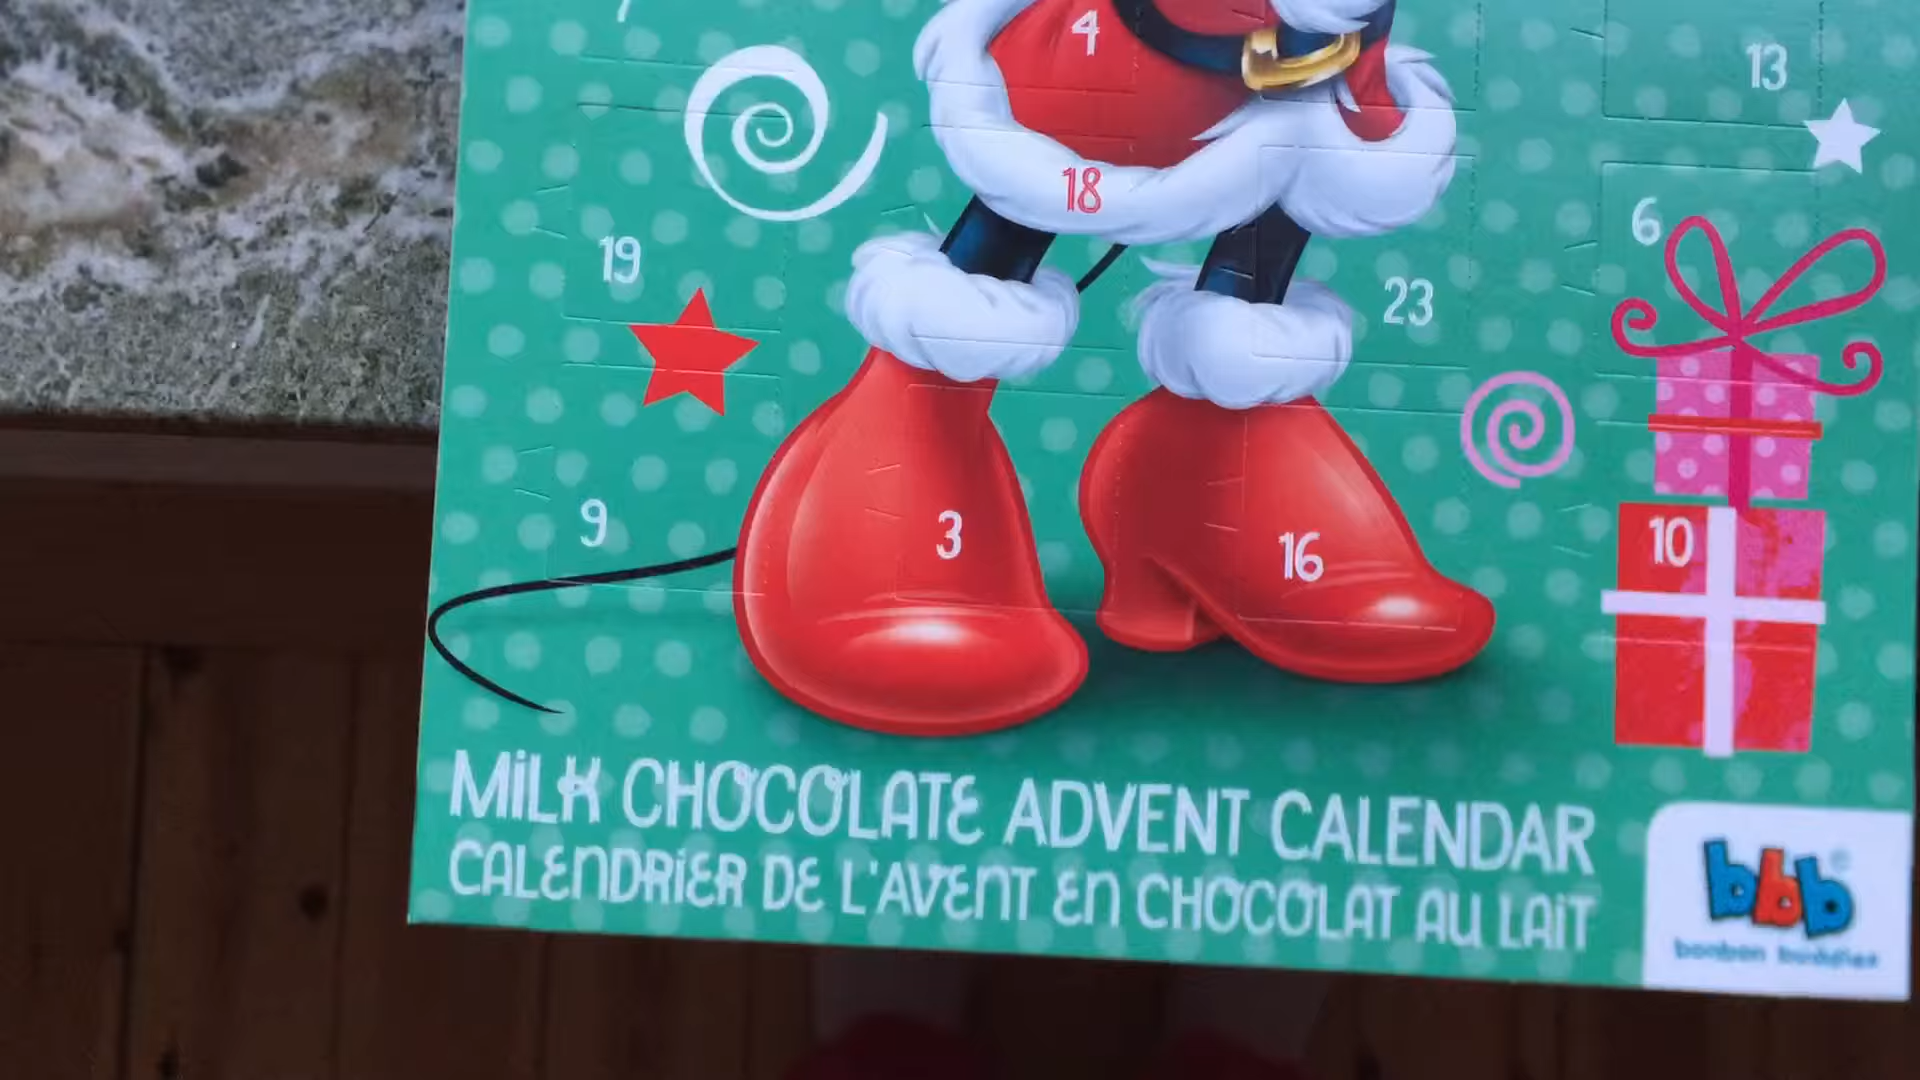 7
4
13
18
6
19
23
9
3
16
10
MILK CHOCOLATE ADVENT CALENDAR
CALENDRIER DE L'AVENT EN CHOCOLAT AU LAIT
bbb
bonbon buddies